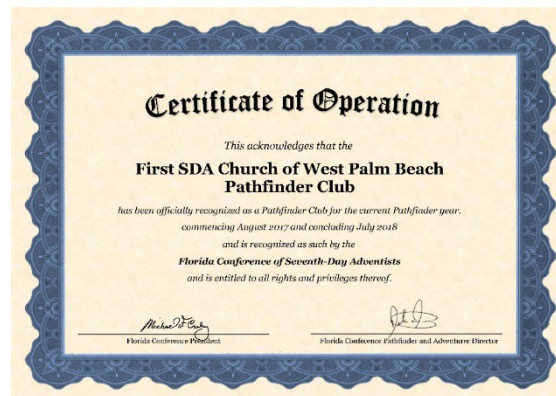 Certificate of Operation
This acknowledges that the
First SDA Church of West Palm Beach
Pathfinder Club
has been officially recognized as a Pathfinder Club for the current Pathfinder year,
commencing August 2017 and concluding July 2018
and is recognized as such by the
Florida Conference of Seventh-Day Adventists
and is entitled to all rights and privileges thereof.
Florida Conference President
Florida Conference Pathfinder and Adventurer Director